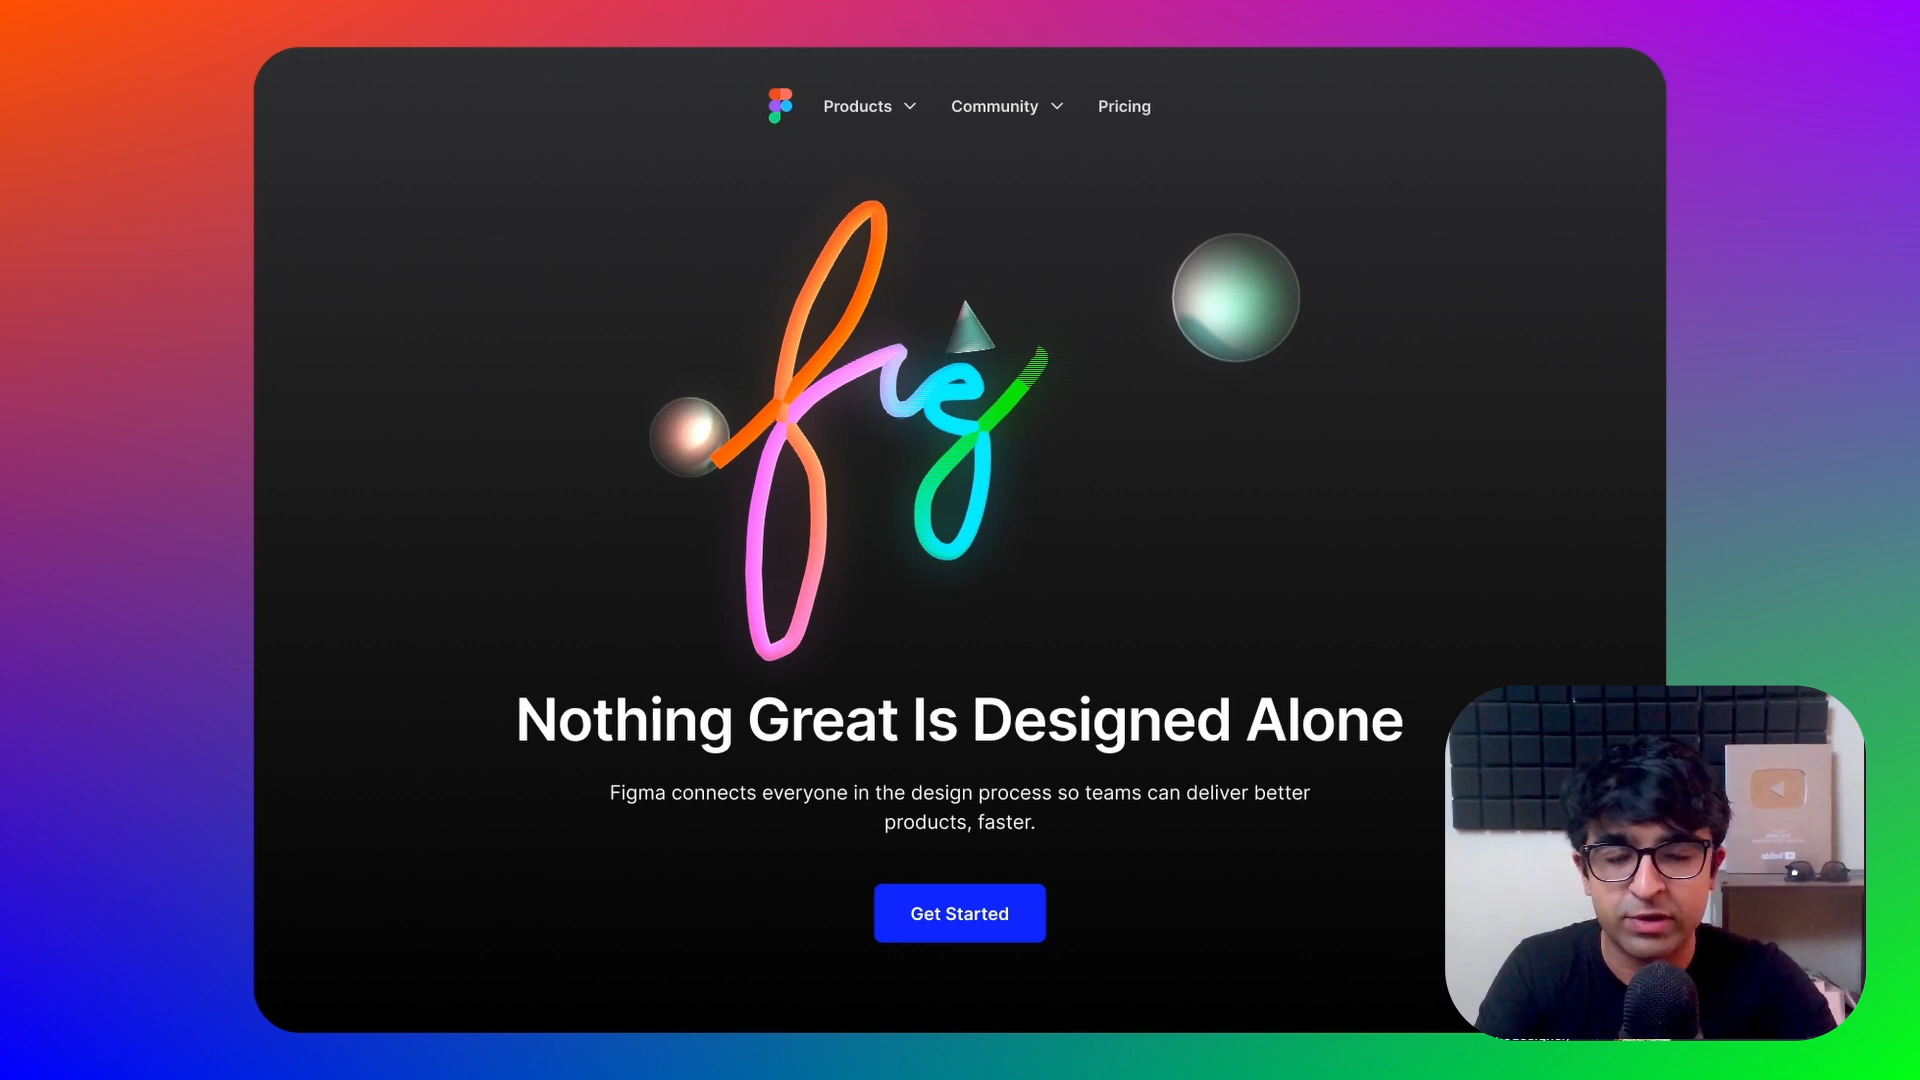 Products
Community
Pricing
fig
Nothing Great Is Designed Alone
Figma connects everyone in the design process so teams can deliver better
products, faster.
Get Started